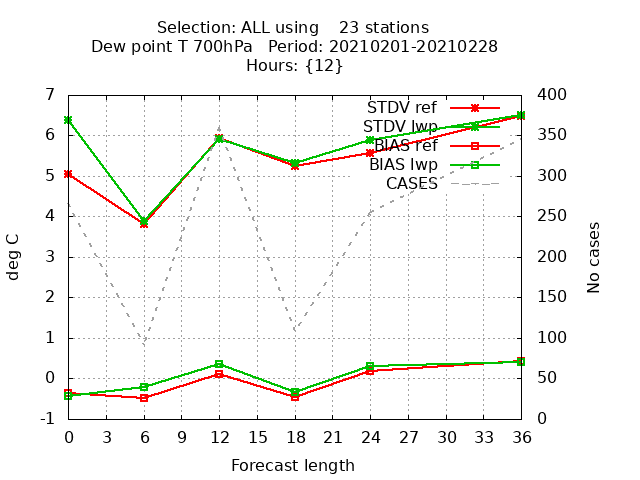 Selection: ALL using    23 stations
Dew point T 700hPa   Period: 20210201-20210228
Hours: {12}
STDV ref
STDV lwp
BIAS ref
BIAS lwp
CASES
7
6
5
4
3
2
1
0
-1
deg C
400
350
300
250
200
150
100
50
0
No cases
0 3 6 9 12 15 18 21 24 27 30 33 36
Forecast length